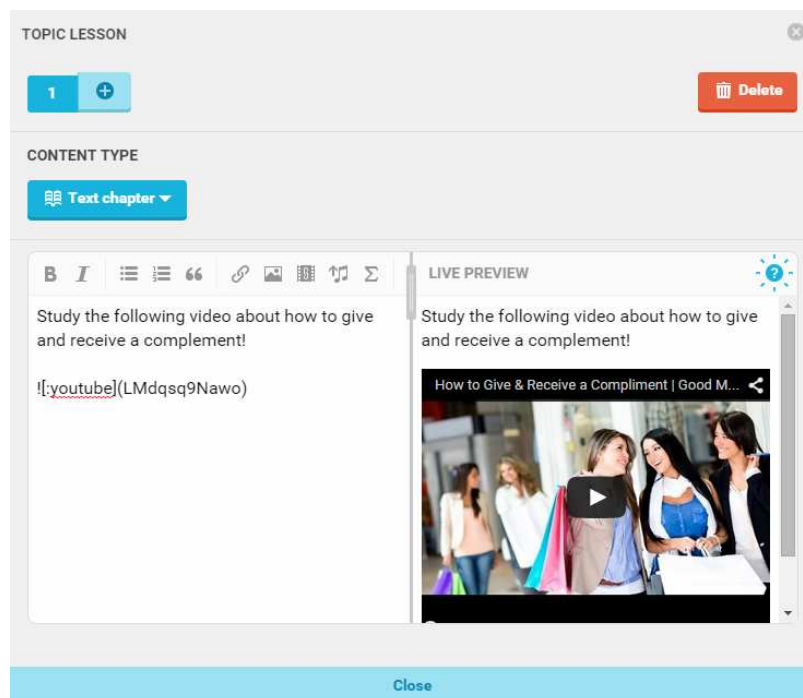 TOPIC LESSON
1
Delete
CONTENT TYPE
Text chapter
B I Σ
LIVE PREVIEW
?
Study the following video about how to give
and receive a complement!
![:youtube](LMdqsq9Nawo)
Study the following video about how to give
and receive a complement!
How to Give & Receive a Compliment | Good M...
Close